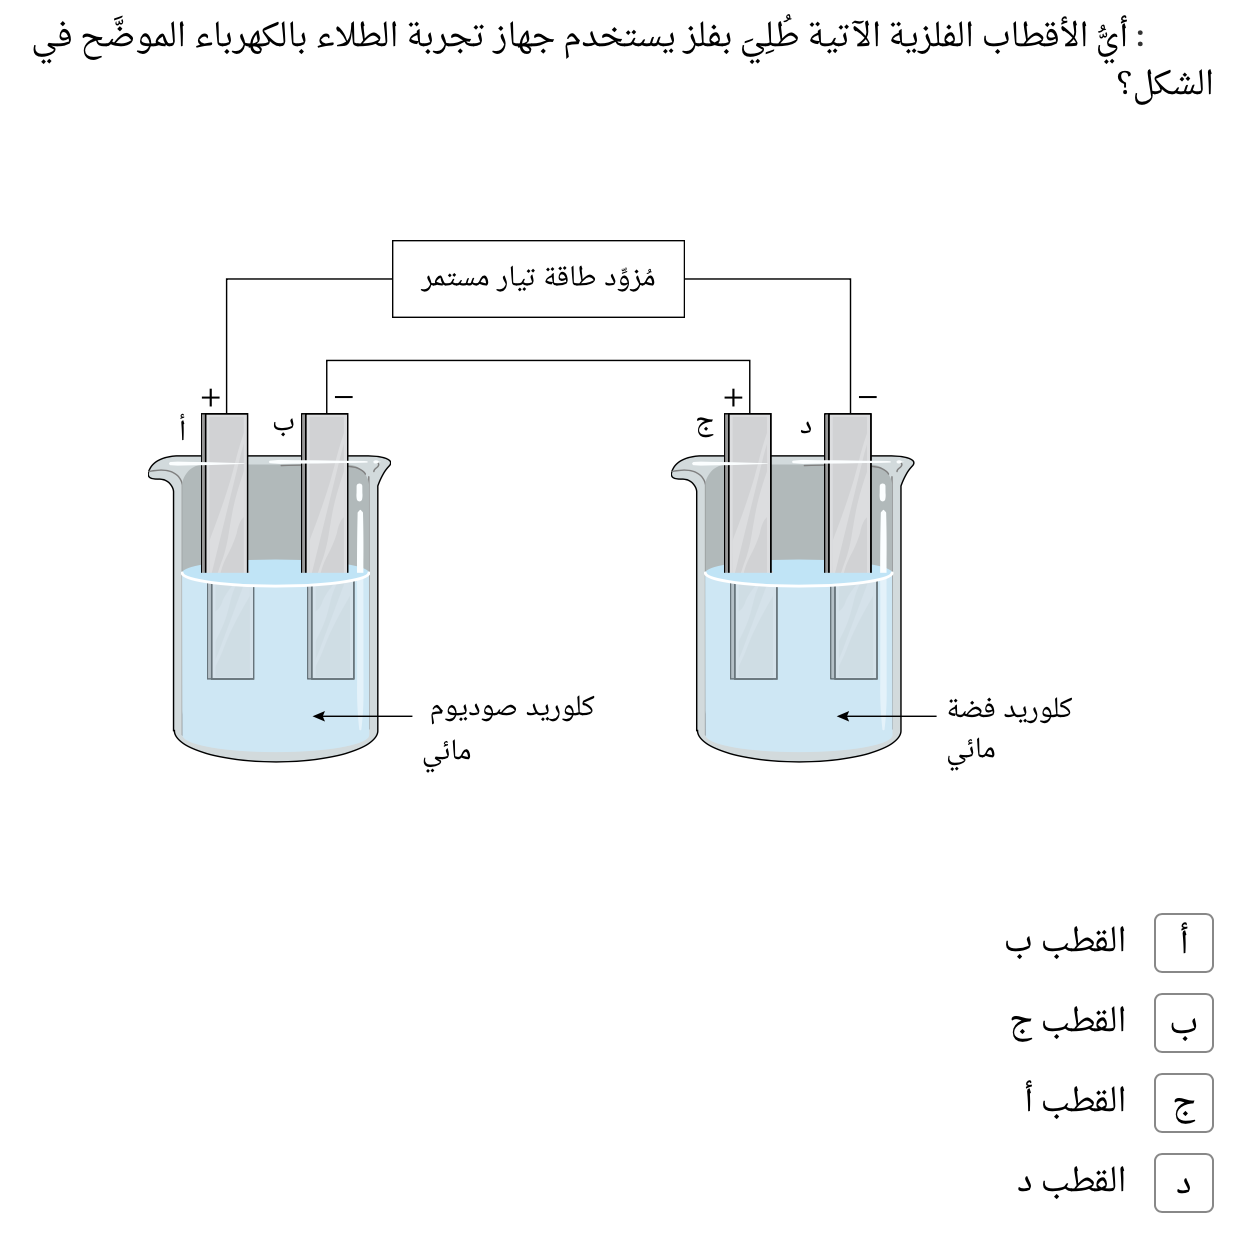 : أيُّ الأقطاب الفلزية الآتية طُلِيَ بفلز يستخدم جهاز تجربة الطلاء بالكهرباء الموضَّح في
الشكل؟
مُزوِّد طاقة تيار مستمر
+ − + −
أ ب ج د
كلوريد صوديوم
مائي
كلوريد فضة
مائي
أ القطب ب
ب القطب ج
ج القطب أ
د القطب د